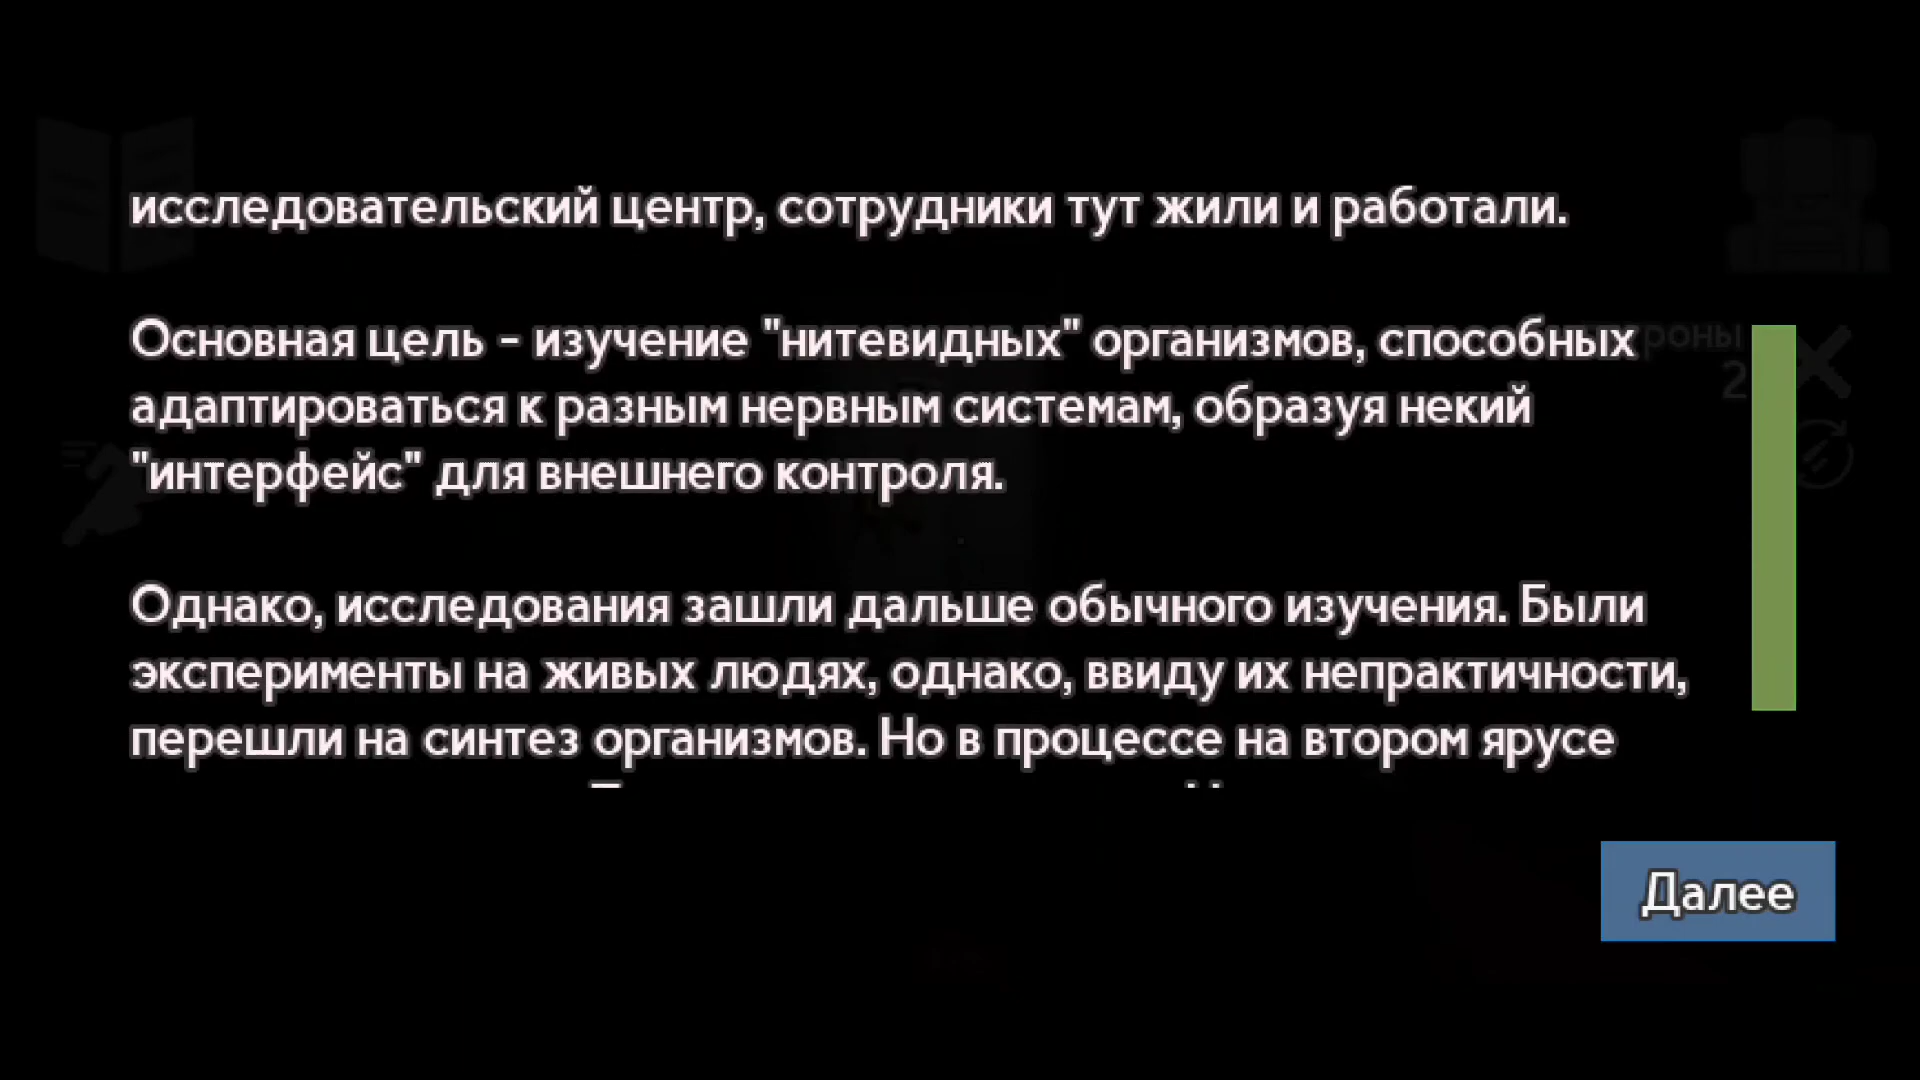 исследовательский центр, сотрудники тут жили и работали.
Основная цель - изучение "нитевидных" организмов, способных
роны
адаптироваться к разным нервным системам, образуя некий
2
"интерфейс" для внешнего контроля.
Однако, исследования зашли дальше обычного изучения. Были
эксперименты на живых людях, однако, ввиду их непрактичности,
перешли на синтез организмов. Но в процессе на втором ярусе
Далее